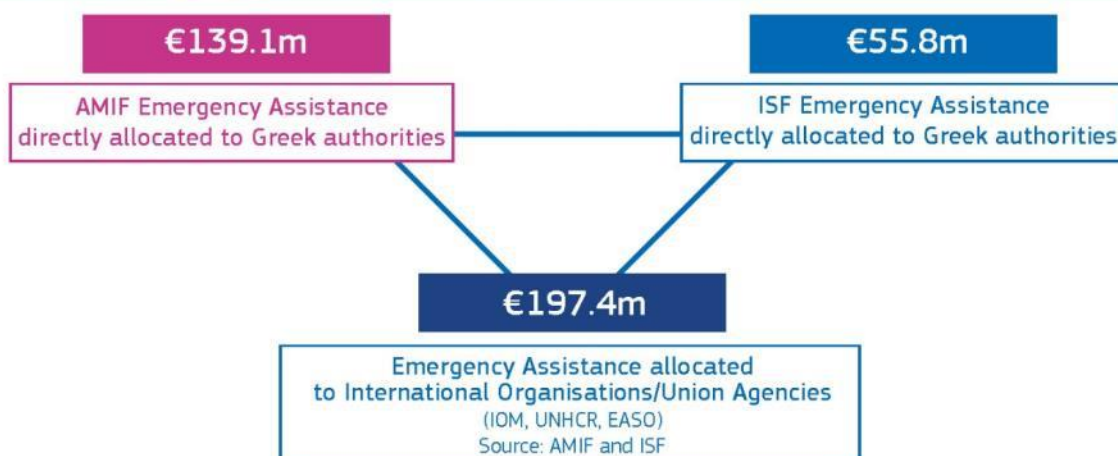 €139.1m
AMIF Emergency Assistance
directly allocated to Greek authorities
€55.8m
ISF Emergency Assistance
directly allocated to Greek authorities
€197.4m
Emergency Assistance allocated
to International Organisations/Union Agencies
(IOM, UNHCR, EASO)
Source: AMIF and ISF